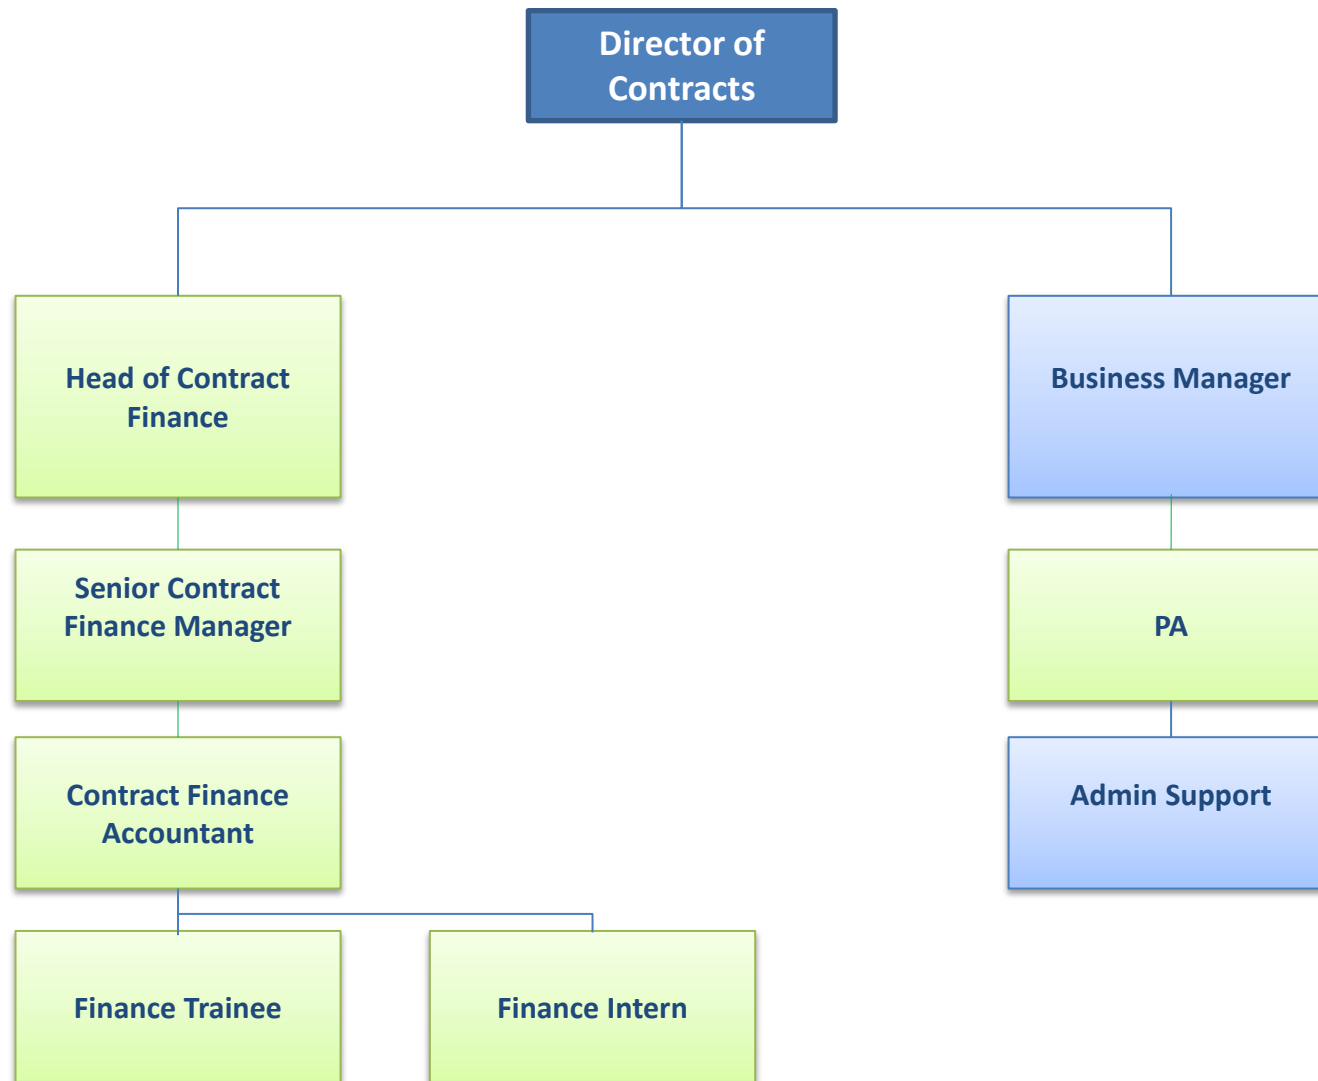 Director of
Contracts
Head of Contract
Finance
Business Manager
Senior Contract
Finance Manager
PA
Contract Finance
Accountant
Admin Support
Finance Trainee
Finance Intern